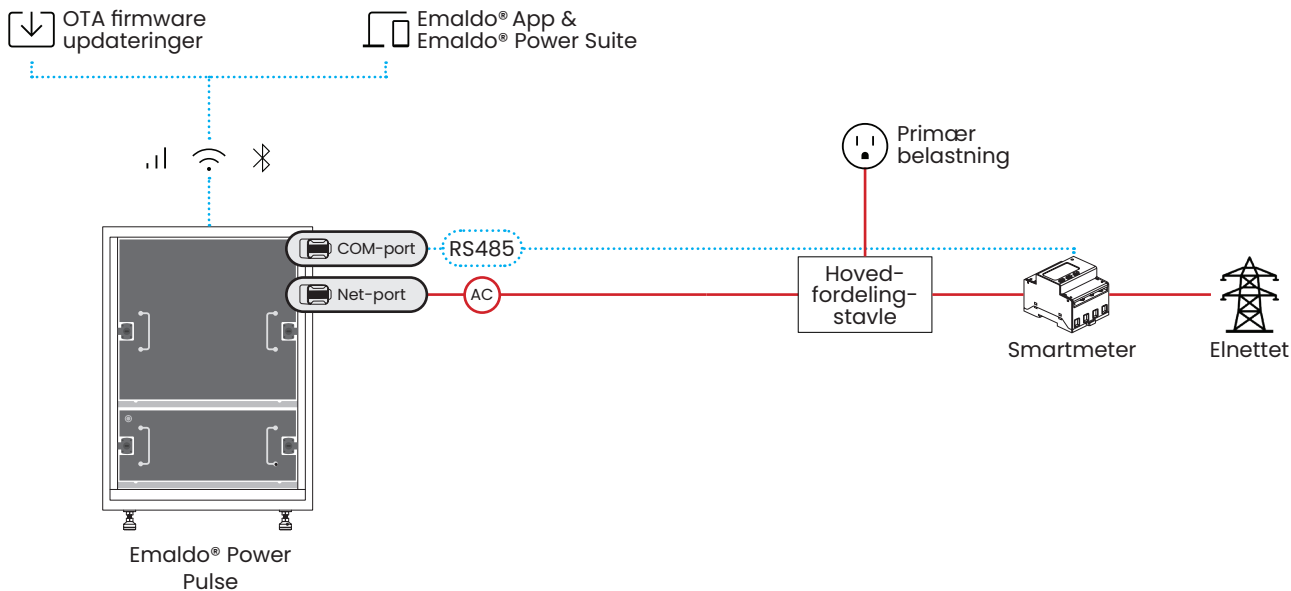 OTA firmware
updateringer
Emaldo® App &
Emaldo® Power Suite
Primær
belastning
COM-port
RS485
Net-port
AC
Hoved-
fordeling-
stavle
Smartmeter
Elnettet
Emaldo® Power
Pulse